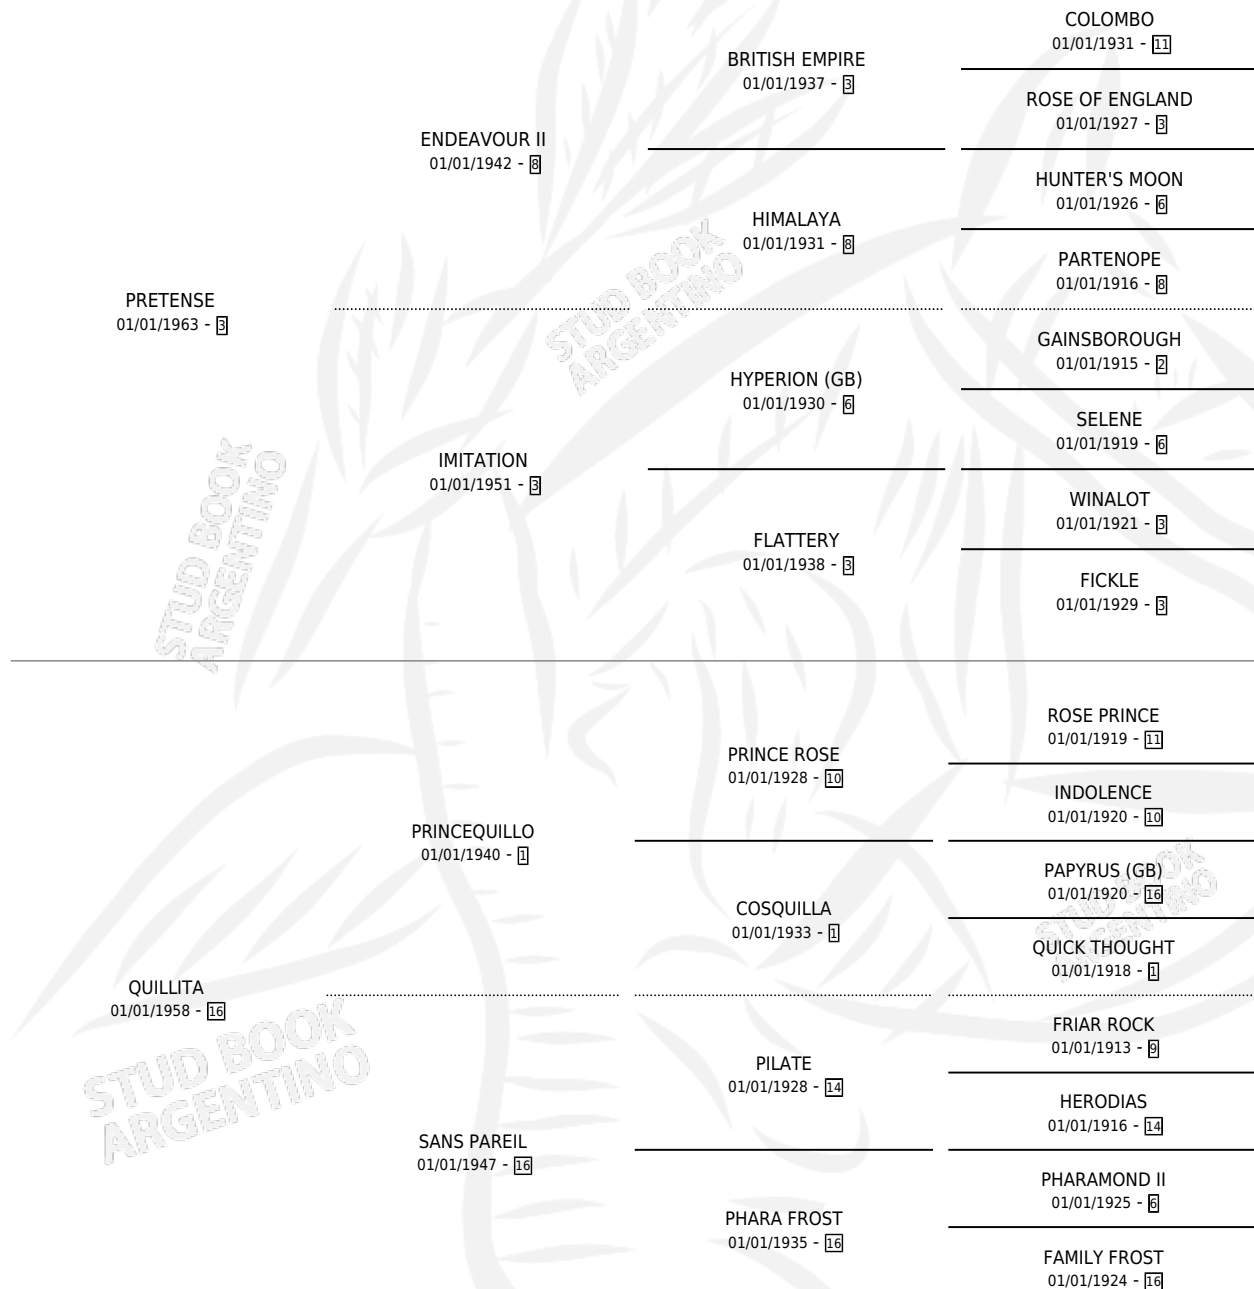 COLOMBO
01/01/1931 - 11
BRITISH EMPIRE
01/01/1937 - 3
ROSE OF ENGLAND
01/01/1927 - 3
ENDEAVOUR II
01/01/1942 - 8
HUNTER'S MOON
01/01/1926 - 6
HIMALAYA
01/01/1931 - 8
PARTENOPE
01/01/1916 - 8
PRETENSE
01/01/1963 - 3
GAINSBOROUGH
01/01/1915 - 2
HYPERION (GB)
01/01/1930 - 6
SELENE
01/01/1919 - 6
IMITATION
01/01/1951 - 3
WINALOT
01/01/1921 - 3
FLATTERY
01/01/1938 - 3
FICKLE
01/01/1929 - 3
ROSE PRINCE
01/01/1919 - 11
PRINCE ROSE
01/01/1928 - 10
INDOLENCE
01/01/1920 - 10
PRINCEQUILLO
01/01/1940 - 1
PAPYRUS (GB)
01/01/1920 - 16
COSQUILLA
01/01/1933 - 1
QUICK THOUGHT
01/01/1918 - 1
QUILLITA
01/01/1958 - 16
FRIAR ROCK
01/01/1913 - 9
PILATE
01/01/1928 - 14
HERODIAS
01/01/1916 - 14
SANS PAREIL
01/01/1947 - 16
PHARAMOND II
01/01/1925 - 6
PHARA FROST
01/01/1935 - 16
FAMILY FROST
01/01/1924 - 16
STUD BOOK
ARGENTINO
STUD BOOK
ARGENTINO
STUD BOOK
ARGENTINO
STUD BOOK
ARGENTINO